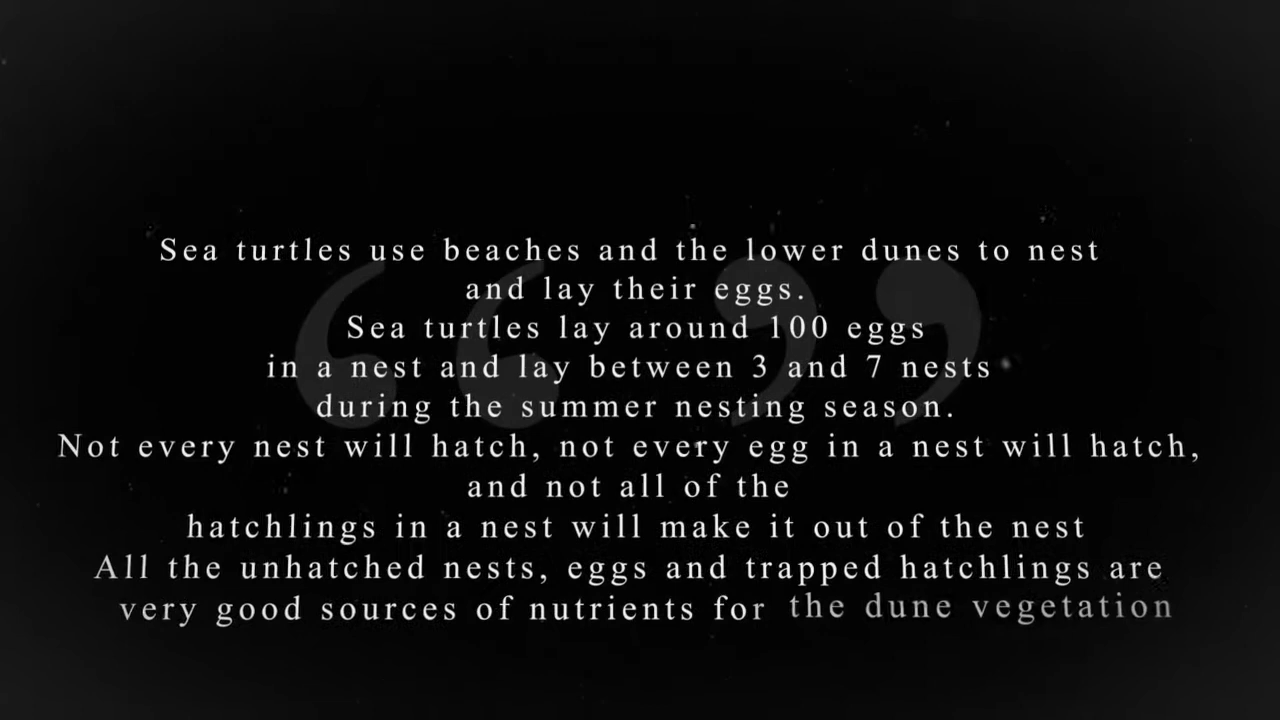 Sea turtles use beaches and the lower dunes to nest
and lay their eggs.
Sea turtles lay around 100 eggs
in a nest and lay between 3 and 7 nests
during the summer nesting season.
Not every nest will hatch, not every egg in a nest will hatch,
and not all of the
hatchlings in a nest will make it out of the nest
All the unhatched nests, eggs and trapped hatchlings are
very good sources of nutrients for the dune vegetation